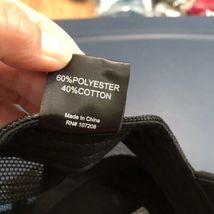 60%POLYESTER
40%COTTON
Made In China
RN# 107208